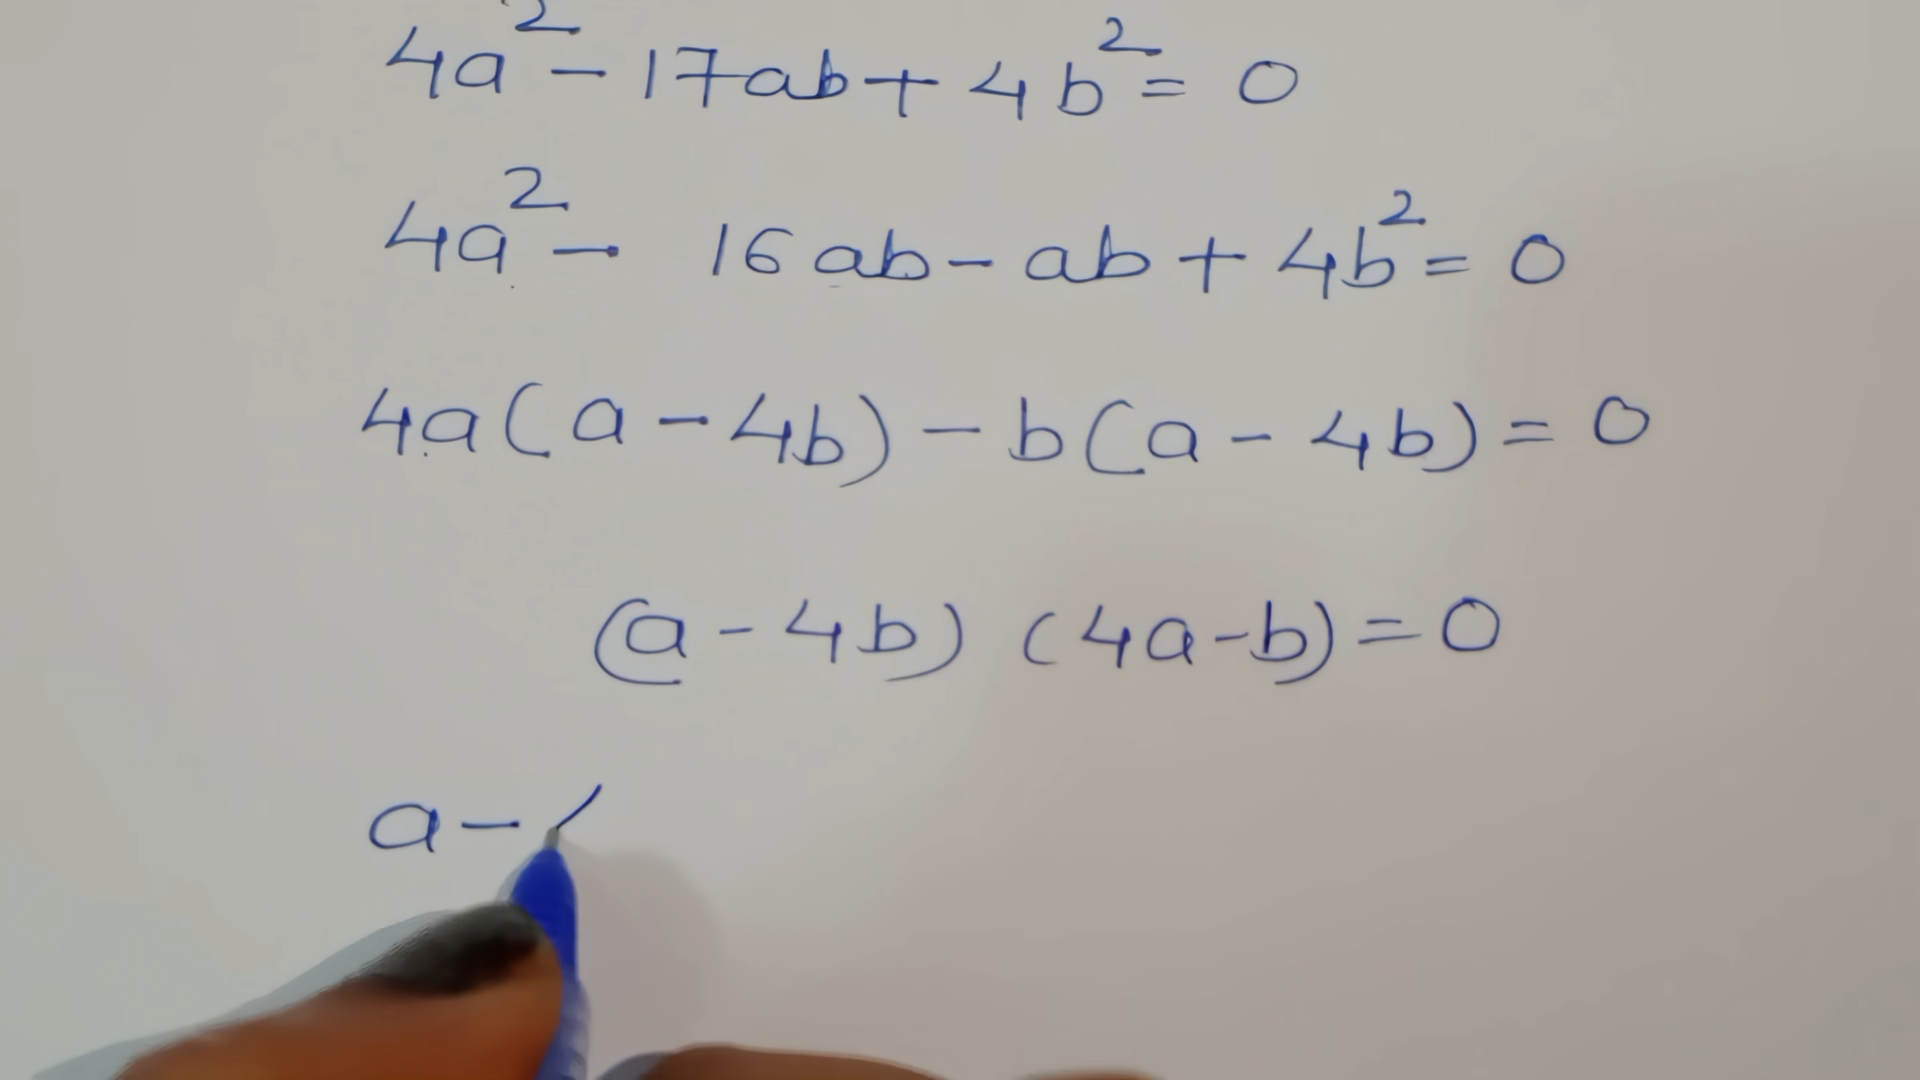 4a² - 17ab + 4b² = 0
4a² - 16ab - ab + 4b² = 0
4a(a - 4b) - b(a - 4b) = 0
(a - 4b) (4a - b) = 0
a -